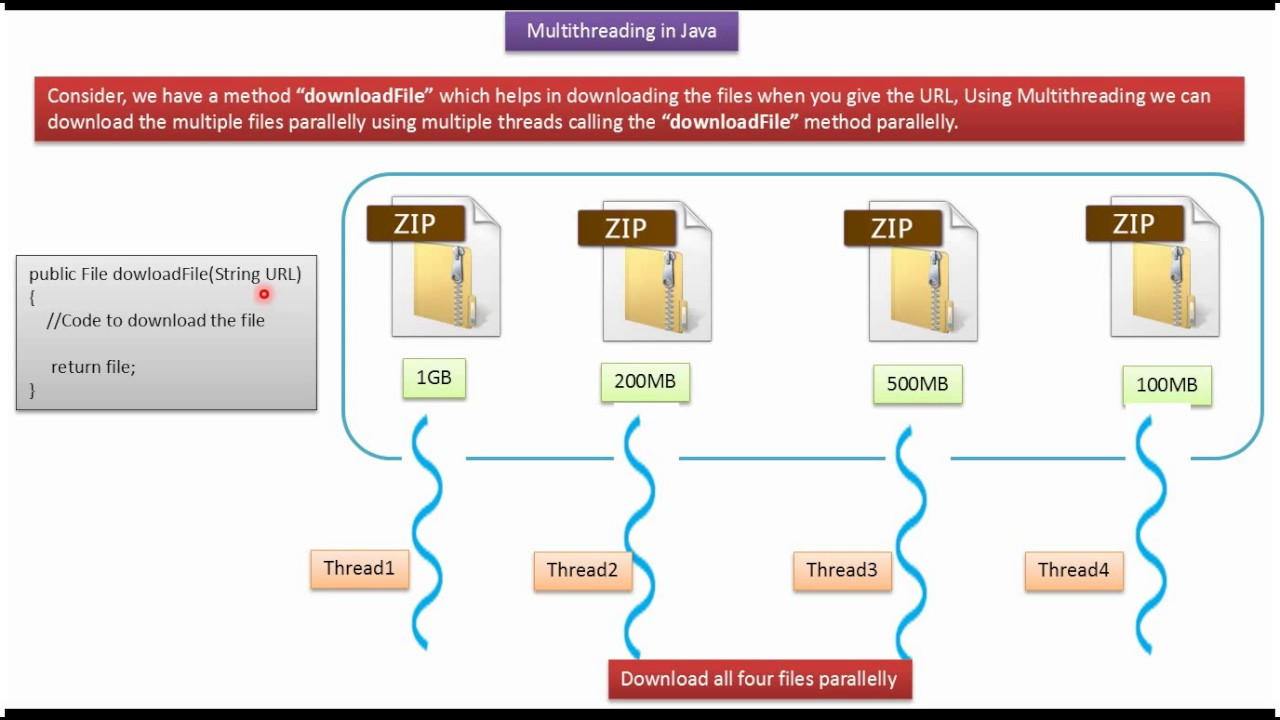 Multithreading in Java
Consider, we have a method “downloadFile” which helps in downloading the files when you give the URL, Using Multithreading we can
download the multiple files parallelly using multiple threads calling the “downloadFile” method parallelly.
ZIP
ZIP
ZIP
ZIP
public File dowloadFile(String URL)
{
//Code to download the file
return file;
}
1GB
200MB
500MB
100MB
Thread1
Thread2
Thread3
Thread4
Download all four files parallelly